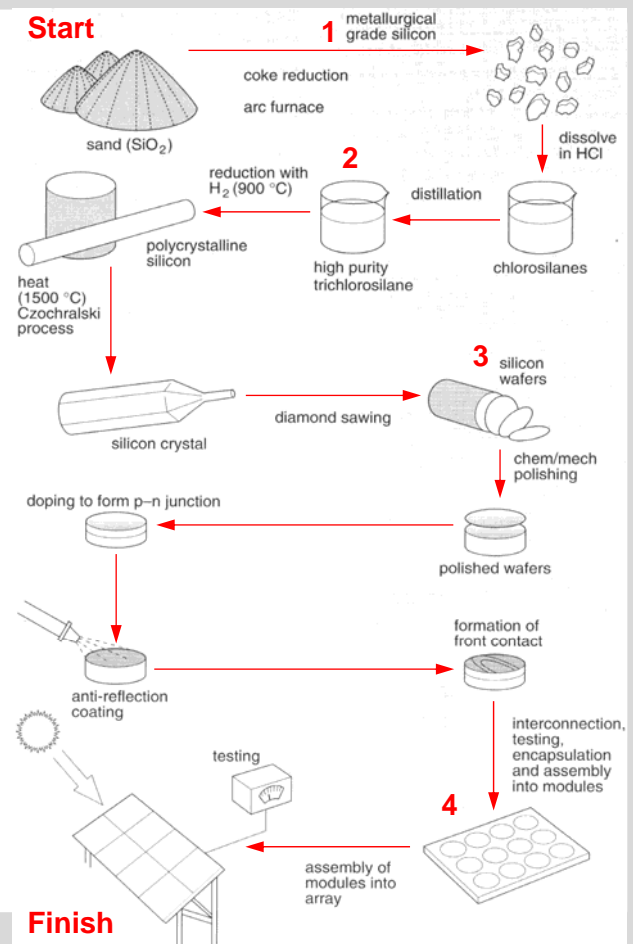 Start
1
metallurgical
grade silicon
coke reduction
arc furnace
sand (SiO₂)
dissolve
in HCl
2
reduction with
H₂ (900 °C)
distillation
polycrystalline
silicon
high purity
trichlorosilane
chlorosilanes
heat
(1500 °C)
Czochralski
process
3
silicon
wafers
diamond sawing
silicon crystal
chem/mech
polishing
doping to form p–n junction
polished wafers
formation of
front contact
anti-reflection
coating
interconnection,
testing,
encapsulation
and assembly
into modules
testing
4
assembly of
modules into
array
Finish